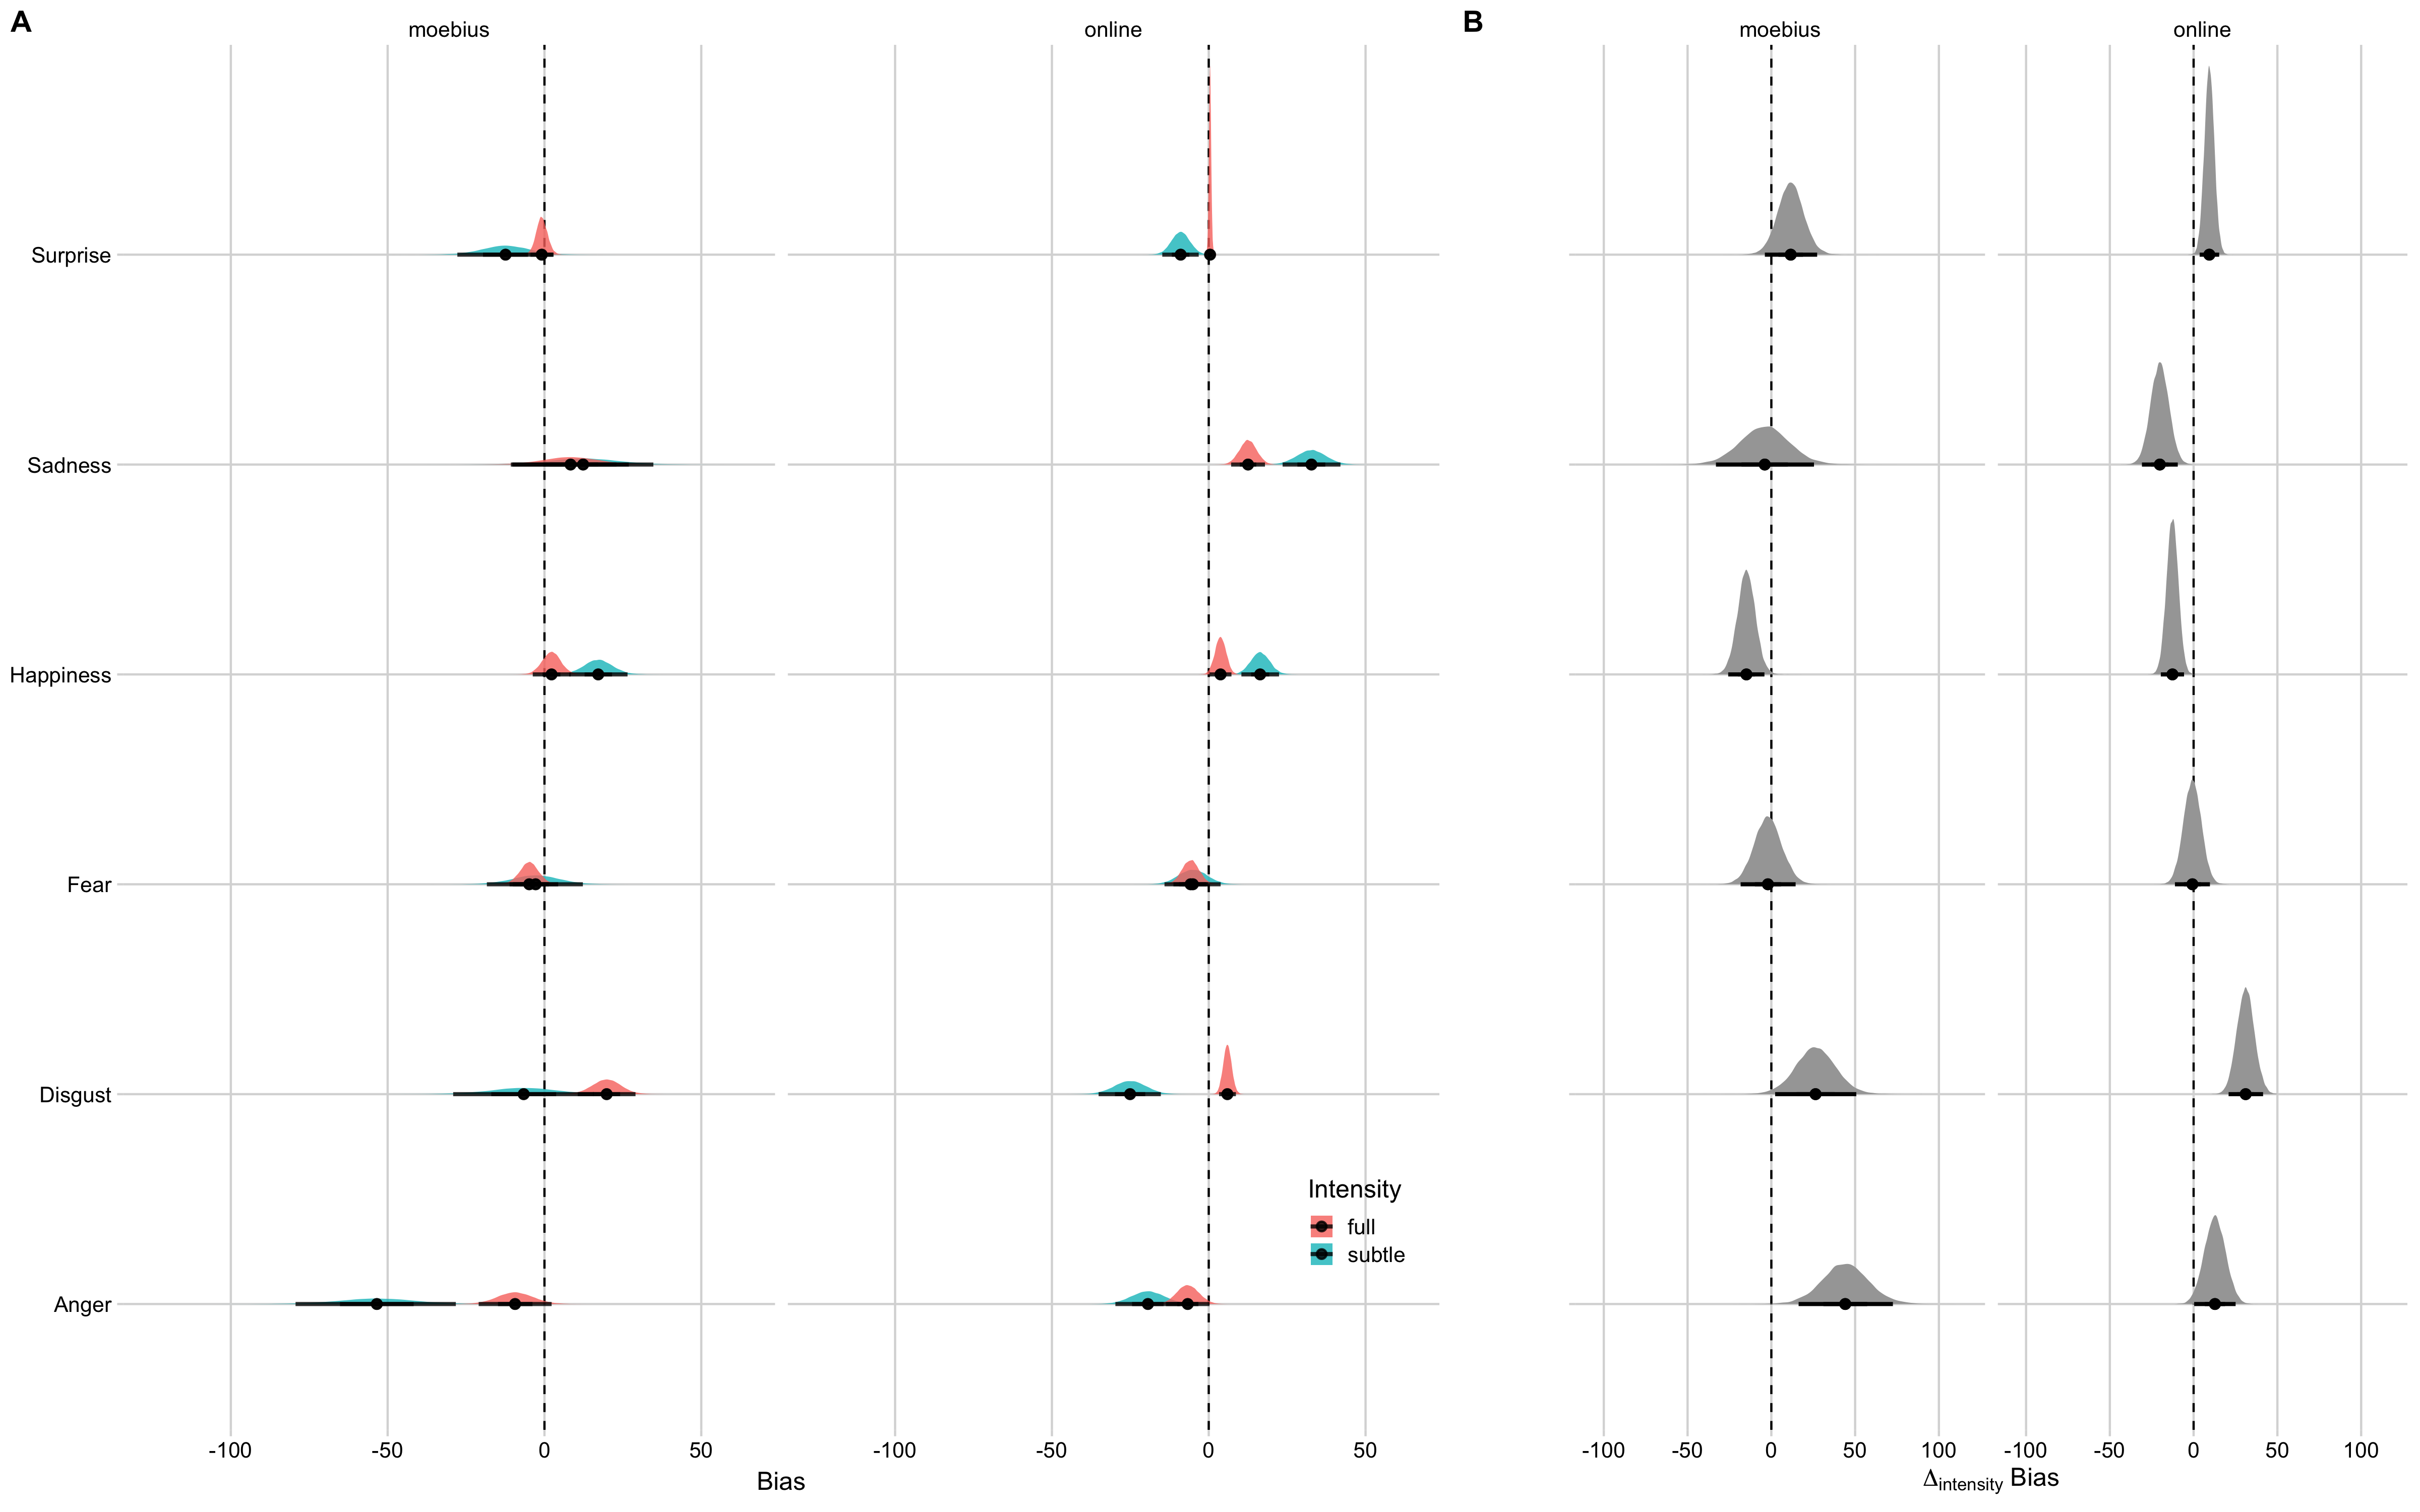 A
B
moebius online moebius online
Surprise
Sadness
Happiness
Fear
Disgust
Intensity
full
subtle
Anger
-100 -50 0 50 -100 -50 0 50 -100 -50 0 50 100 -100 -50 0 50 100
Bias Δintensity Bias